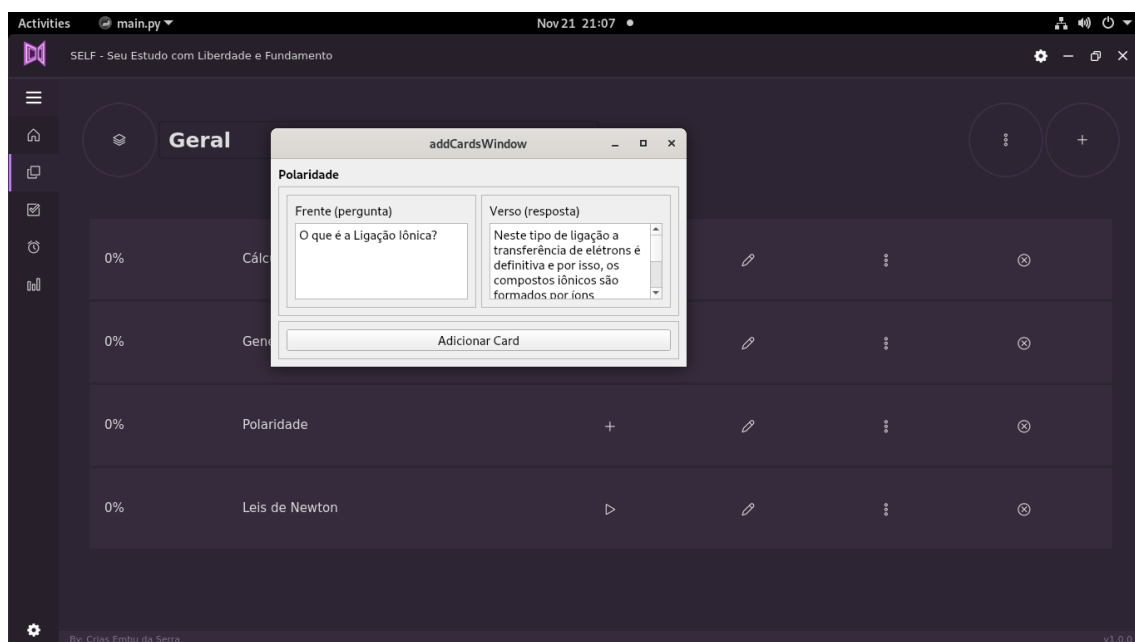 Activities main.py Nov 21 21:07
SELF - Seu Estudo com Liberdade e Fundamento
Geral
addCardsWindow
Polaridade
Frente (pergunta) Verso (resposta)
O que é a Ligação Iônica?
Neste tipo de ligação a
transferência de elétrons é
definitiva e por isso, os
compostos iônicos são
formados por íons
Adicionar Card
0% Cálc
0% Gene
0% Polaridade
0% Leis de Newton
By: Crias Embu da Serra v1.0.0